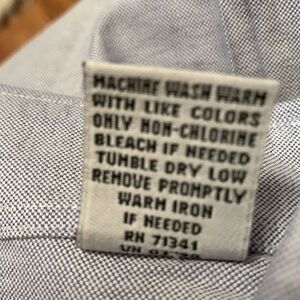 MACHINE WASH WARM
WITH LIKE COLORS
ONLY NON-CHLORINE
BLEACH IF NEEDED
TUMBLE DRY LOW
REMOVE PROMPTLY
WARM IRON
IF NEEDED
RN 71341